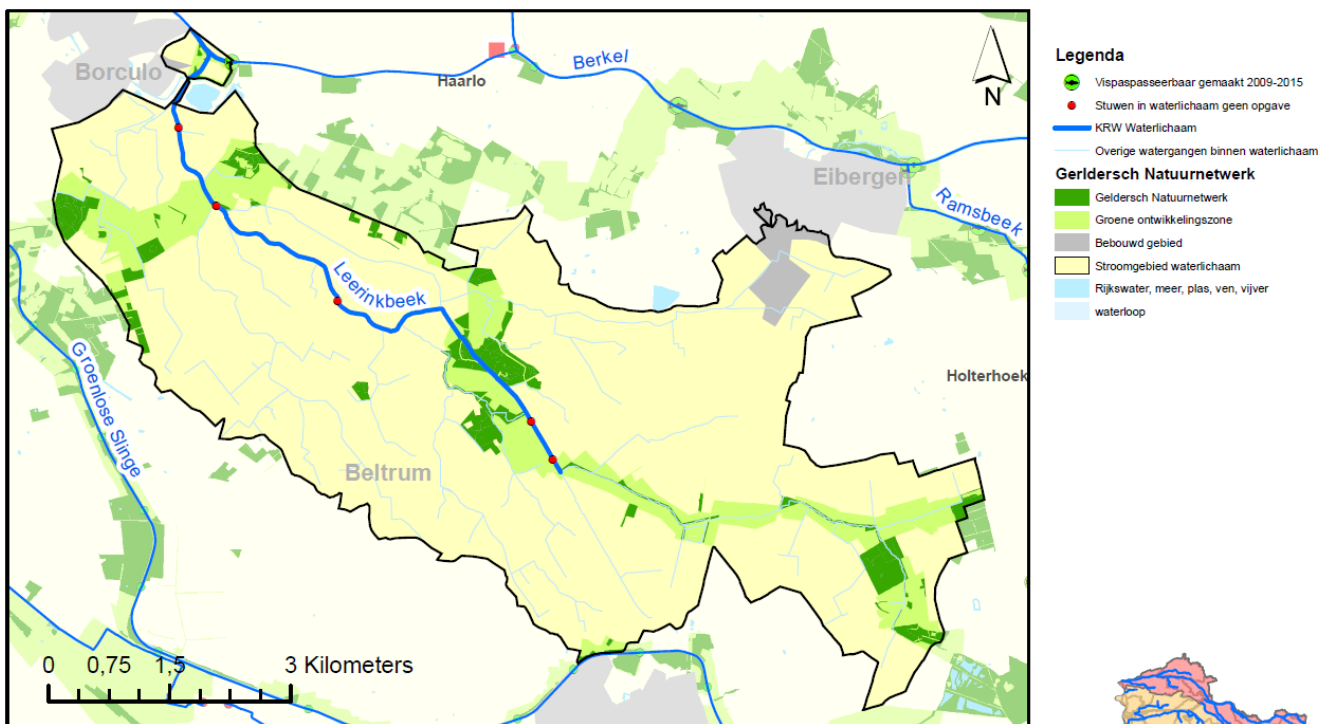 Borculo
Haarlo
Berkel
N
Eibergen
Ramsbeek
Leerinkbeek
Groenlose Slinge
Holterhoek
Beltrum
0 0,75 1,5 3 Kilometers
Legenda
Vispaspasseerbaar gemaakt 2009-2015
Stuwen in waterlichaam geen opgave
KRW Waterlichaam
Overige watergangen binnen waterlichaam
Gerldersch Natuurnetwerk
Geldersch Natuurnetwerk
Groene ontwikkelingszone
Bebouwd gebied
Stroomgebied waterlichaam
Rijkswater, meer, plas, ven, vijver
waterloop